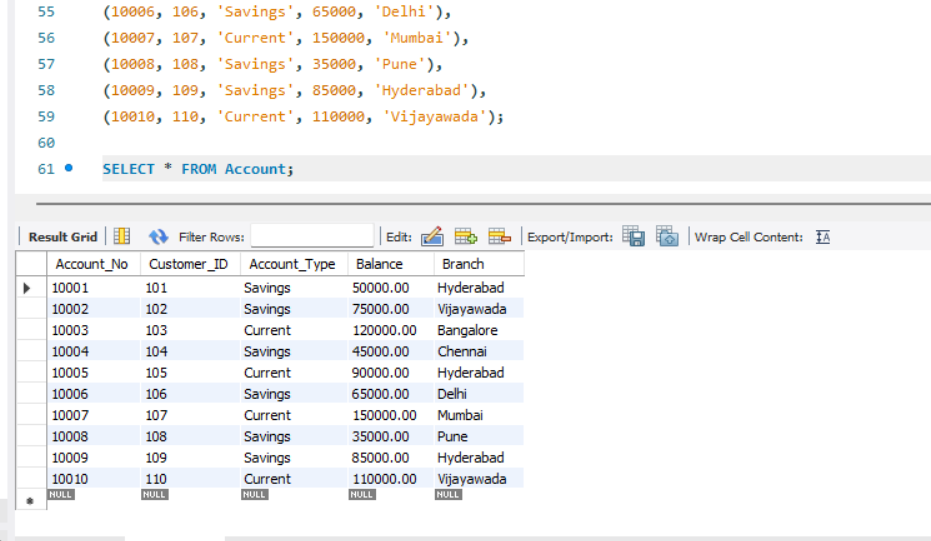 55 (10006, 106, 'Savings', 65000, 'Delhi'),
56 (10007, 107, 'Current', 150000, 'Mumbai'),
57 (10008, 108, 'Savings', 35000, 'Pune'),
58 (10009, 109, 'Savings', 85000, 'Hyderabad'),
59 (10010, 110, 'Current', 110000, 'Vijayawada');
60
61 SELECT * FROM Account;
Result Grid Filter Rows: Edit: Export/Import: Wrap Cell Content: IA
Account_No Customer_ID Account_Type Balance Branch
10001 101 Savings 50000.00 Hyderabad
10002 102 Savings 75000.00 Vijayawada
10003 103 Current 120000.00 Bangalore
10004 104 Savings 45000.00 Chennai
10005 105 Current 90000.00 Hyderabad
10006 106 Savings 65000.00 Delhi
10007 107 Current 150000.00 Mumbai
10008 108 Savings 35000.00 Pune
10009 109 Savings 85000.00 Hyderabad
10010 110 Current 110000.00 Vijayawada
* NULL NULL NULL NULL NULL